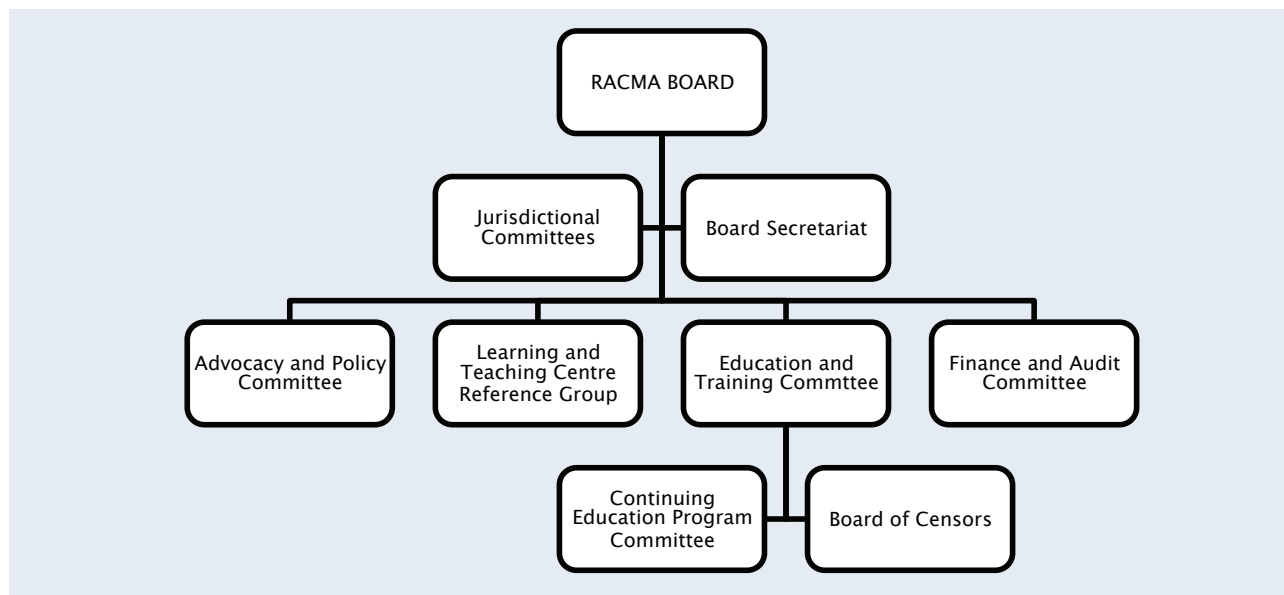 RACMA BOARD
Jurisdictional
Committees
Board Secretariat
Advocacy and Policy
Committee
Learning and
Teaching Centre
Reference Group
Education and
Training Commttee
Finance and Audit
Committee
Continuing
Education Program
Committee
Board of Censors